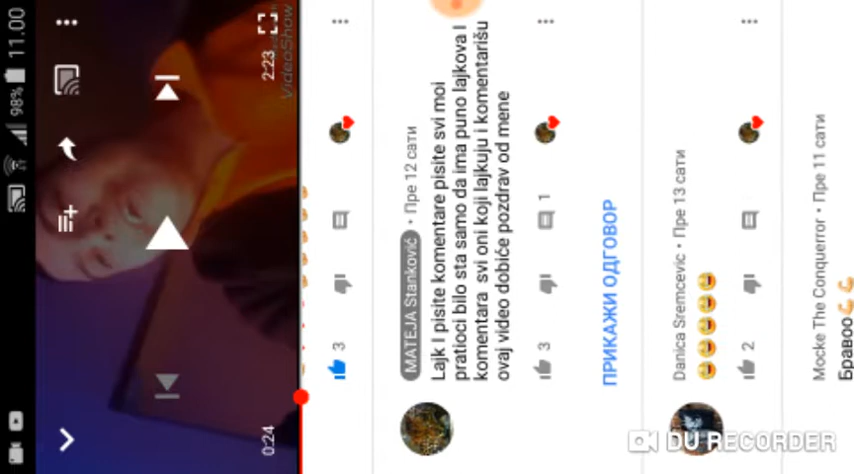 98% 11.00
VideoShow
0:24
2:23
3
MATEJA Stanković • Пре 12 сати
Lajk I pisite komentare pisite svi moi
pratioci bilo sta samo da ima puno lajkova I
komentara svi oni koji lajkuju i komentarišu
ovaj video dobiće pozdrav od mene
3
1
ПРИКАЖИ ОДГОВОР
Danica Sremcevic • Пре 13 сати
😂😂😂😂😂
2
Mocke The Conquerror • Пре 11 сати
Бравоо💪💪
DU RECORDER